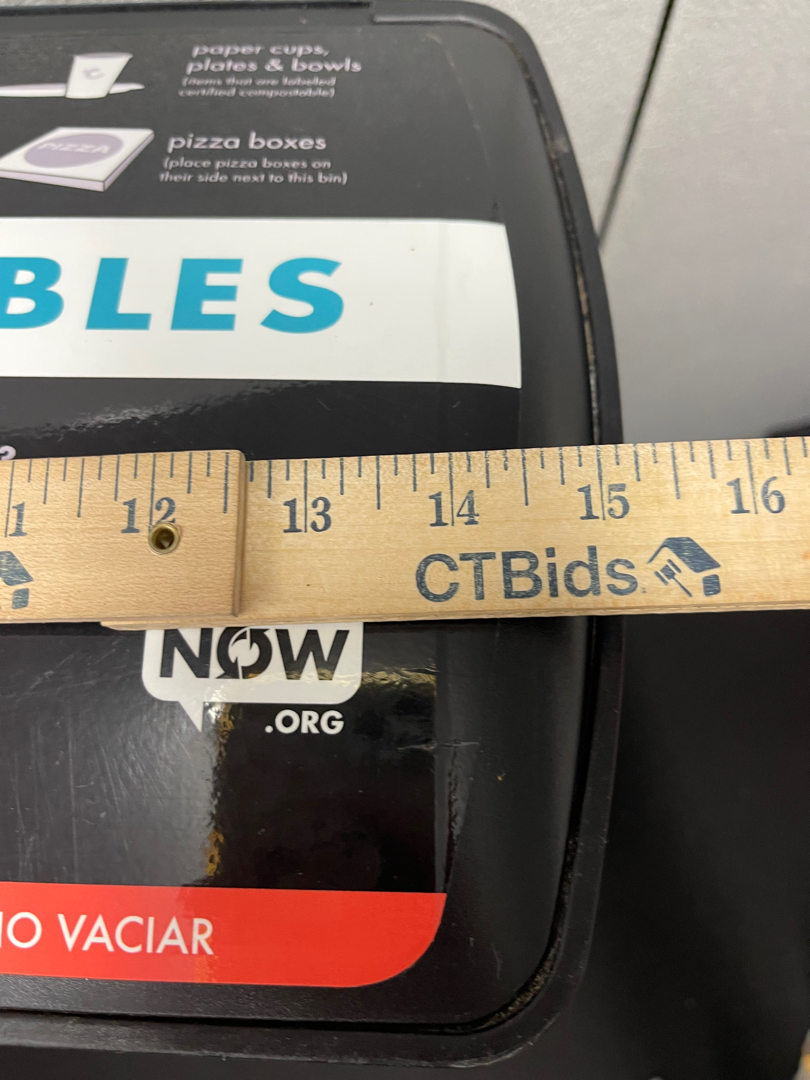 paper cups,
plates & bowls
(items that are labeled
certified compostable)
PIZZA
pizza boxes
(place pizza boxes on
their side next to this bin)
BLES
?
1 12 13 14 15 16
CTBids
NOW
.ORG
NO VACIAR